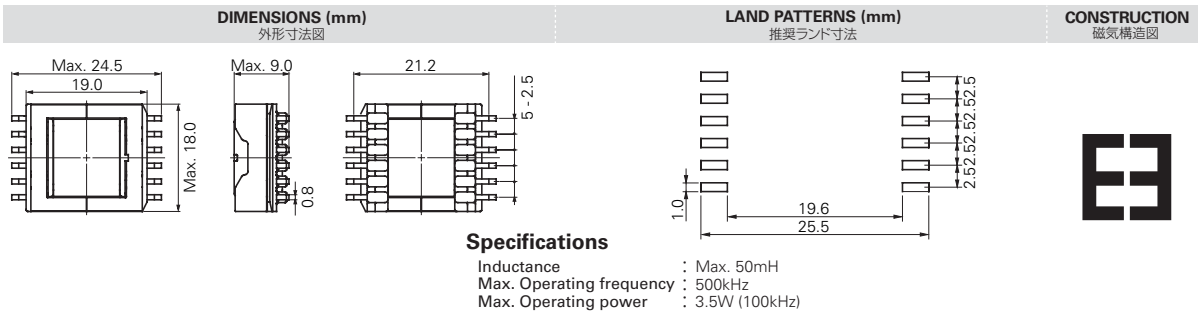 DIMENSIONS (mm)
外形寸法図
LAND PATTERNS (mm)
推奨ランド寸法
CONSTRUCTION
磁気構造図
Max. 24.5
19.0
Max. 18.0
Max. 9.0
0.8
21.2
5 - 2.5
2.52.52.52.52.5
1.0
19.6
25.5
Specifications
Inductance : Max. 50mH
Max. Operating frequency : 500kHz
Max. Operating power : 3.5W (100kHz)